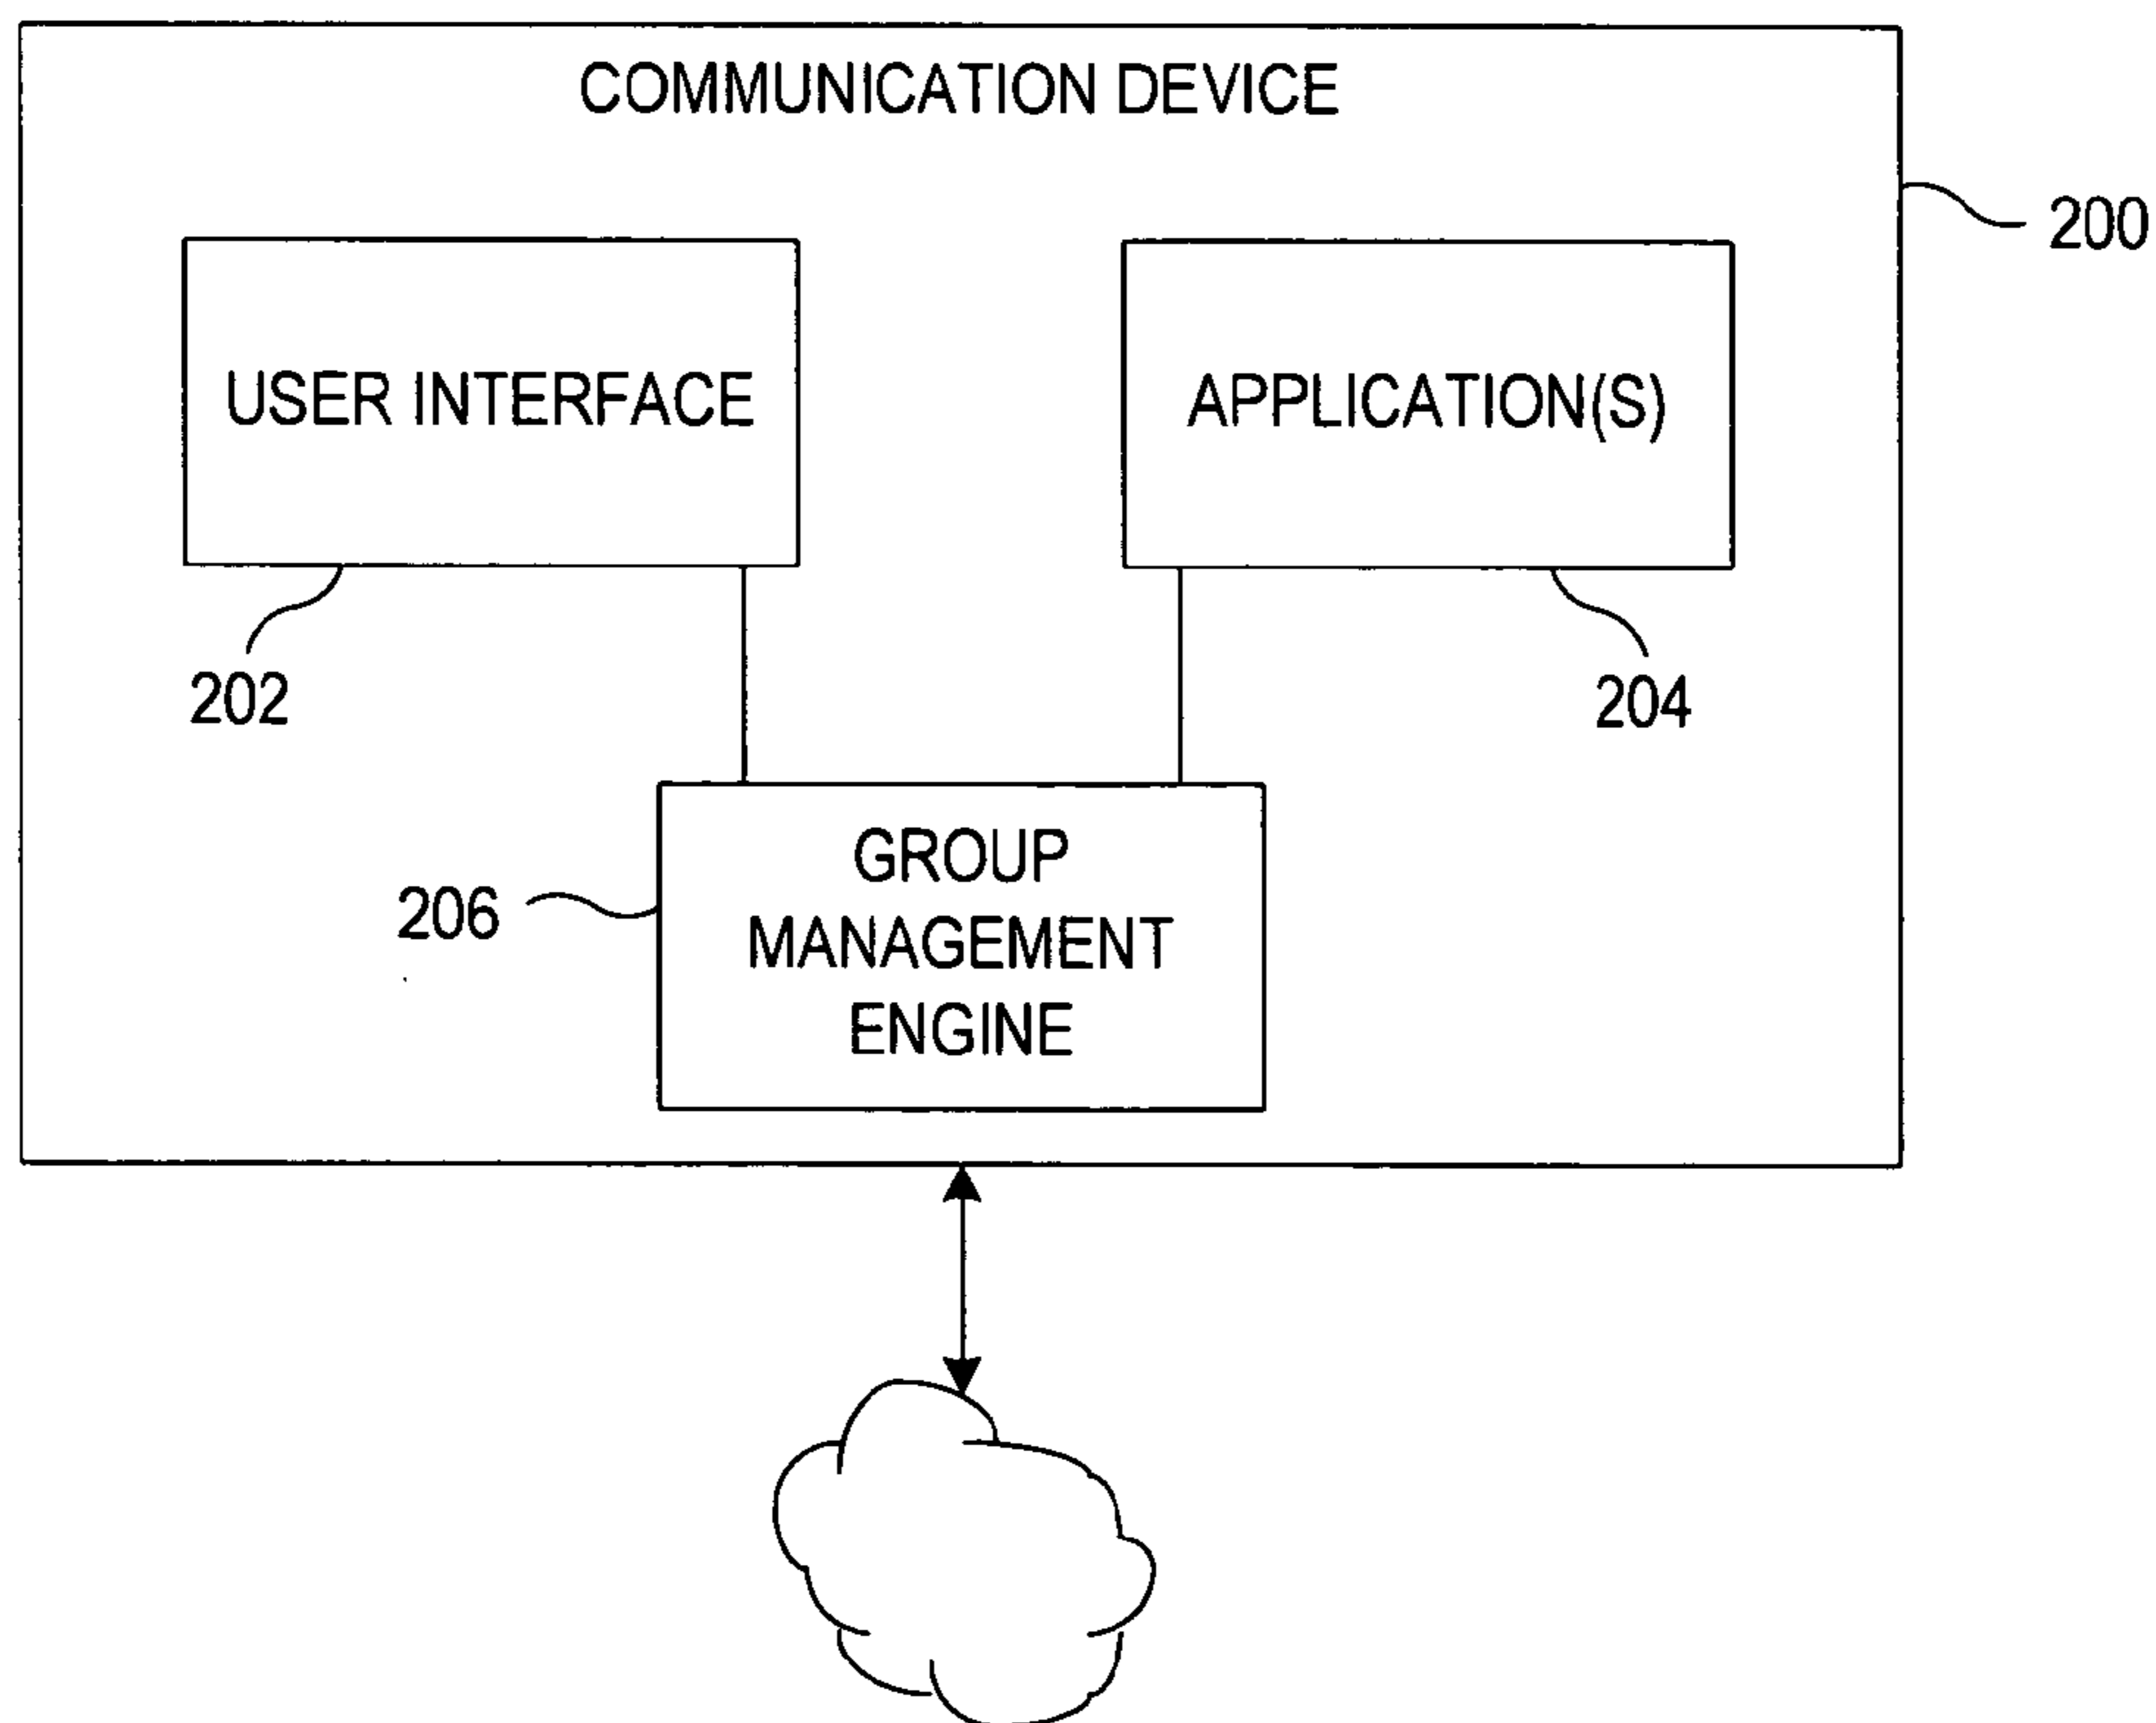 COMMUNICATION DEVICE
200
USER INTERFACE
APPLICATION(S)
202
204
206
GROUP
MANAGEMENT
ENGINE